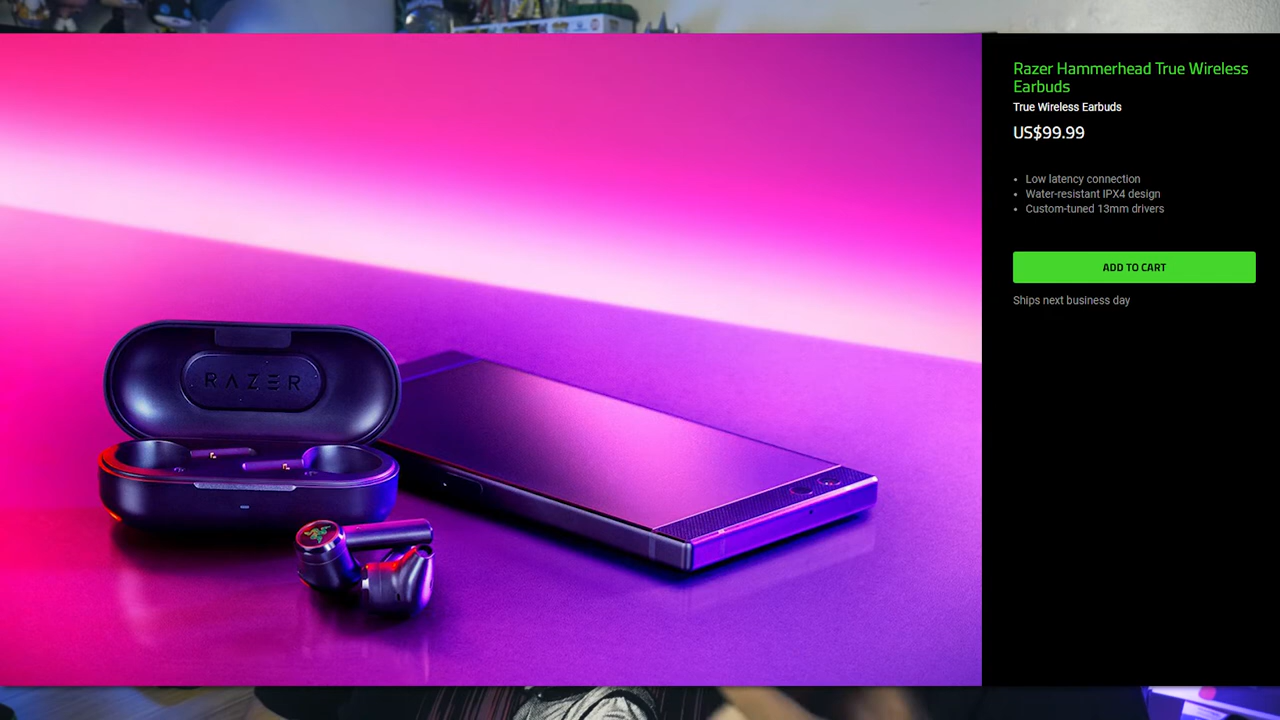 Razer Hammerhead True Wireless
Earbuds
True Wireless Earbuds
US$99.99
Low latency connection
Water-resistant IPX4 design
Custom-tuned 13mm drivers
ADD TO CART
Ships next business day
RAZER